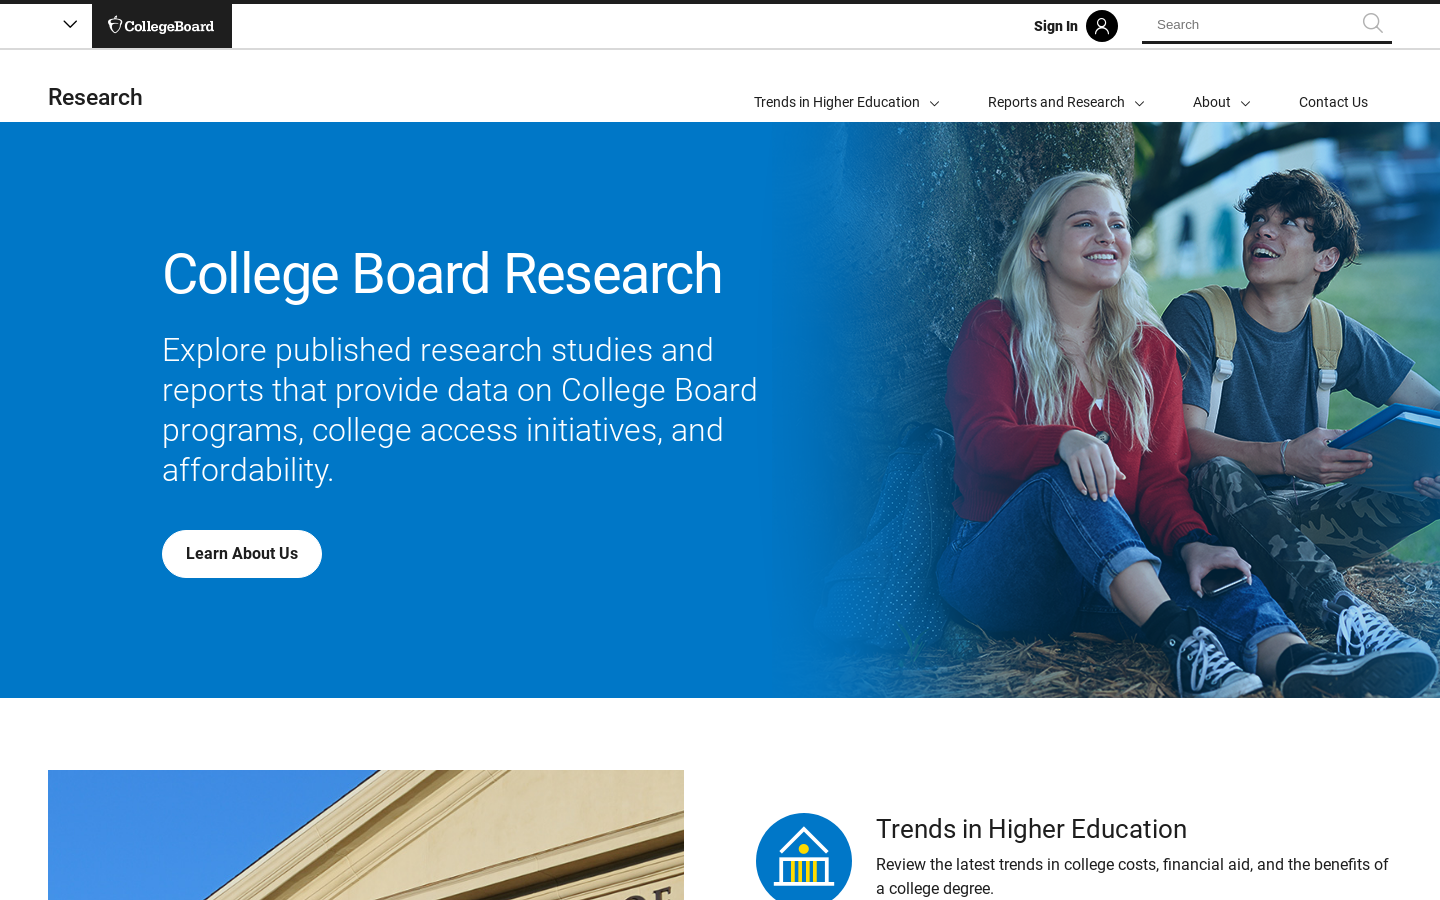 CollegeBoard
Sign In
Search
Research
Trends in Higher Education
Reports and Research
About
Contact Us
College Board Research
Explore published research studies and
reports that provide data on College Board
programs, college access initiatives, and
affordability.
Learn About Us
Trends in Higher Education
Review the latest trends in college costs, financial aid, and the benefits of
a college degree.
OF